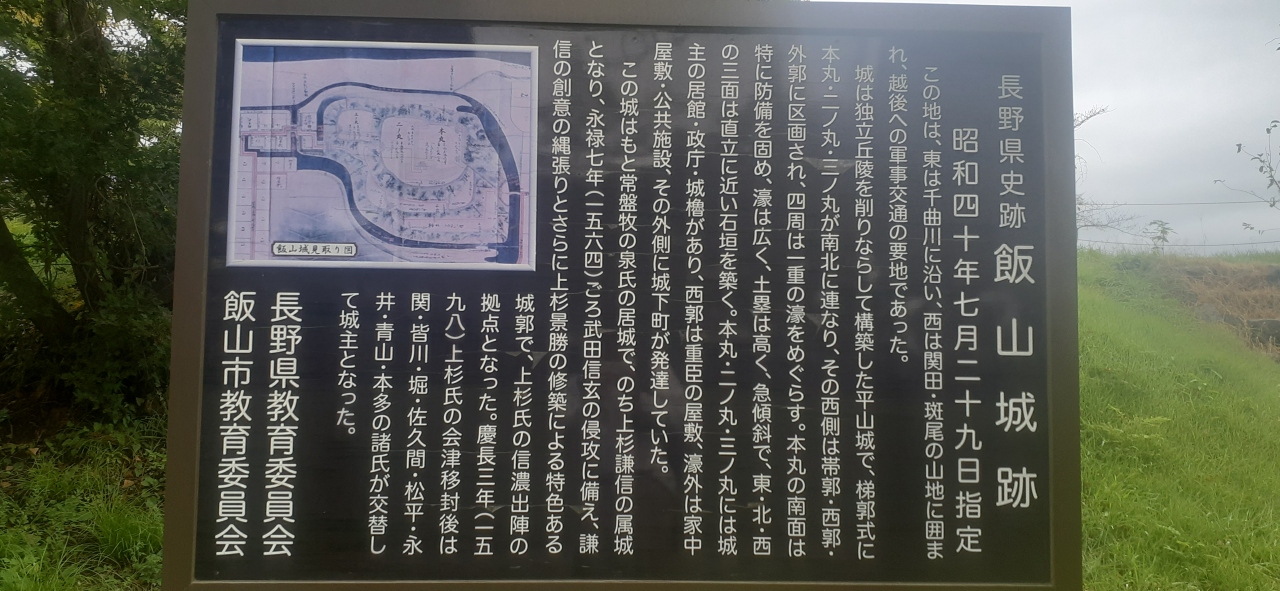 長野県史跡 飯山城跡
昭和四十年七月二十九日指定
この地は、東は千曲川に沿い、西は関田・斑尾の山地に囲ま
れ、越後への軍事交通の要地であった。
城は独立丘陵を削りならして構築した平山城で、梯郭式に
本丸・二ノ丸・三ノ丸が南北に連なり、その西側は帯郭・西郭・
外郭に区画され、四周は一重の濠をめぐらす。本丸の南面は
特に防備を固め、濠は広く、土塁は高く、急傾斜で、東・北・西
の三面は直立に近い石垣を築く。本丸・二ノ丸・三ノ丸には城
主の居館・政庁・城櫓があり、西郭は重臣の屋敷、濠外は家中
屋敷・公共施設、その外側に城下町が発達していた。
この城はもと常盤牧の泉氏の居城で、のち上杉謙信の属城
となり、永禄七年(一五六四)ごろ武田信玄の侵攻に備え、謙
信の創意の縄張りとさらに上杉景勝の修築による特色ある
城郭で、上杉氏の信濃出陣の
拠点となった。慶長三年(一五
九八)上杉氏の会津移封後は
関・皆川・堀・佐久間・松平・永
井・青山・本多の諸氏が交替し
て城主となった。
長野県教育委員会
飯山市教育委員会
飯山城見取り図
本丸
二ノ丸